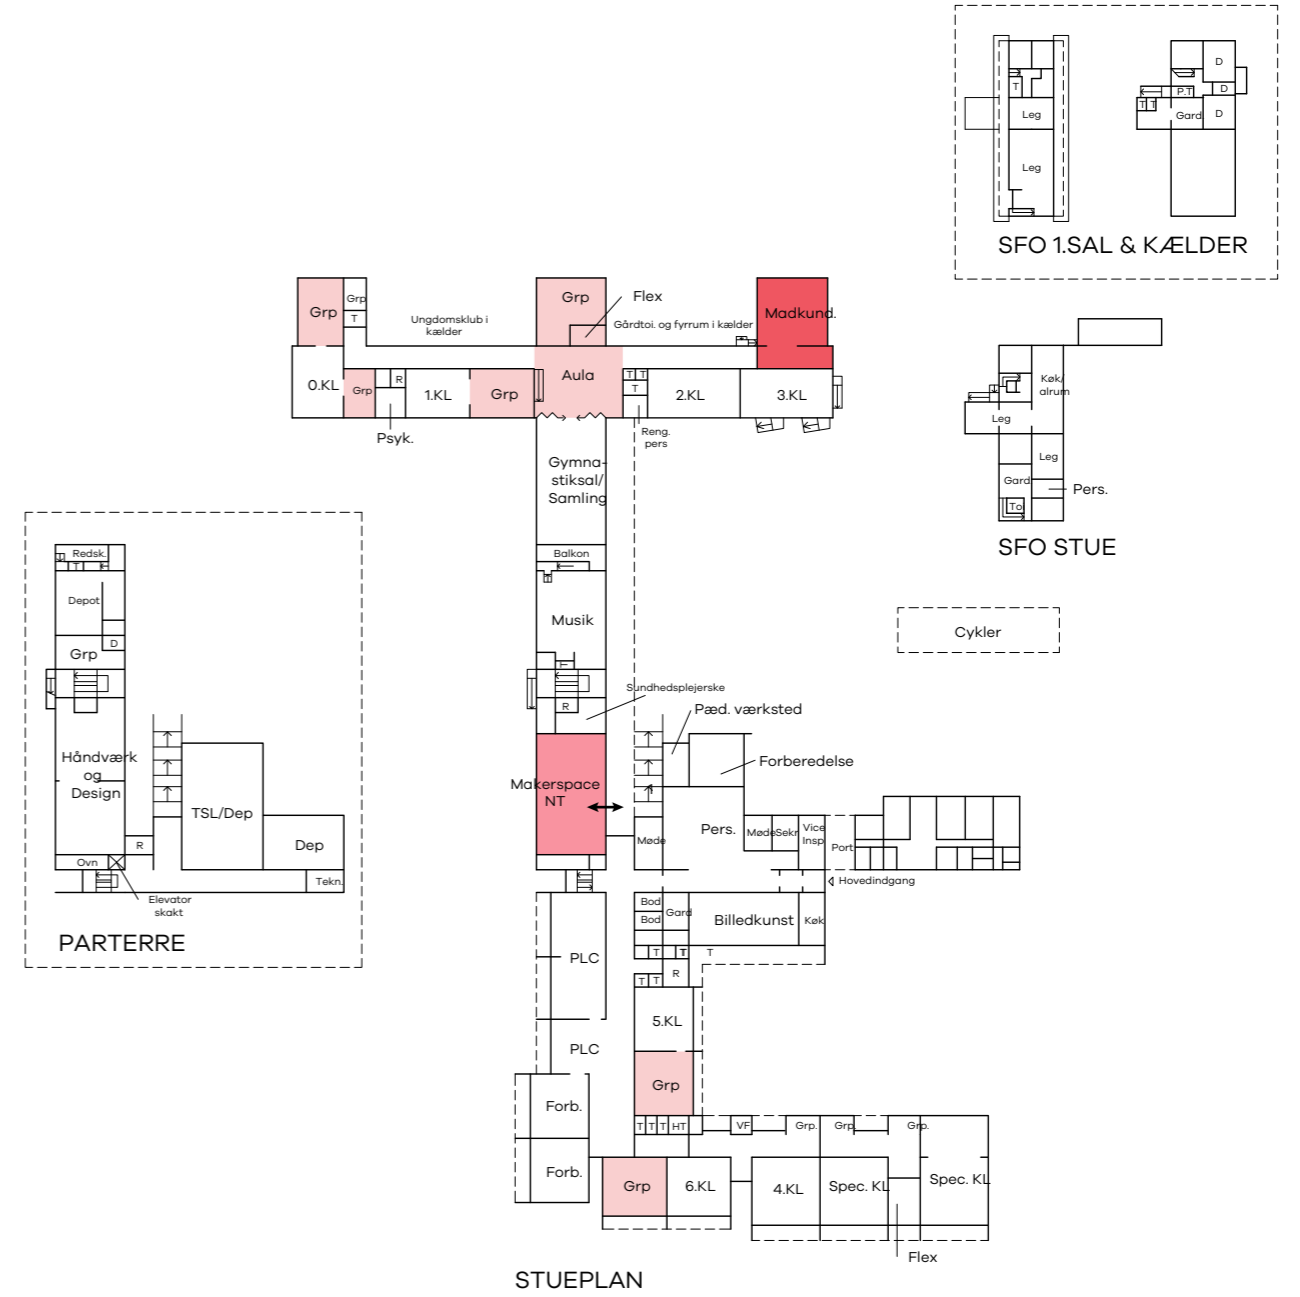 D
T
P.T
D
T T
Leg
Gard
D
Leg
SFO 1.SAL & KÆLDER
Grp
Grp
T
Ungdomsklub i
kælder
Grp
Flex
Gårdtoi. og fyrrum i kælder
Madkund.
0.KL
Grp
R
1.KL
Grp
Aula
T T
T
2.KL
3.KL
Psyk.
Reng.
pers
Køk/
alrum
Leg
Leg
Gard
Pers.
To
SFO STUE
Gymna-
stiksal/
Samling
Balkon
T
Musik
T
Sundhedsplejerske
R
Pæd. værksted
Forberedelse
Cykler
Redsk.
T
Depot
D
Grp
Håndværk
og
Design
TSL/Dep
R
Dep
Ovn
Tekn.
Elevator
skakt
PARTERRE
Makerspace
NT
Møde
Pers.
Møde
Sekr
Vice
Insp
Port
Hovedindgang
Bod
Bod
Gard
Billedkunst
Køk
T
T
T
PLC
R
T T
5.KL
PLC
Grp
Forb.
T T T HT
VF
Grp.
Grp.
Grp.
Forb.
Grp
6.KL
4.KL
Spec. KL
Spec. KL
Flex
STUEPLAN